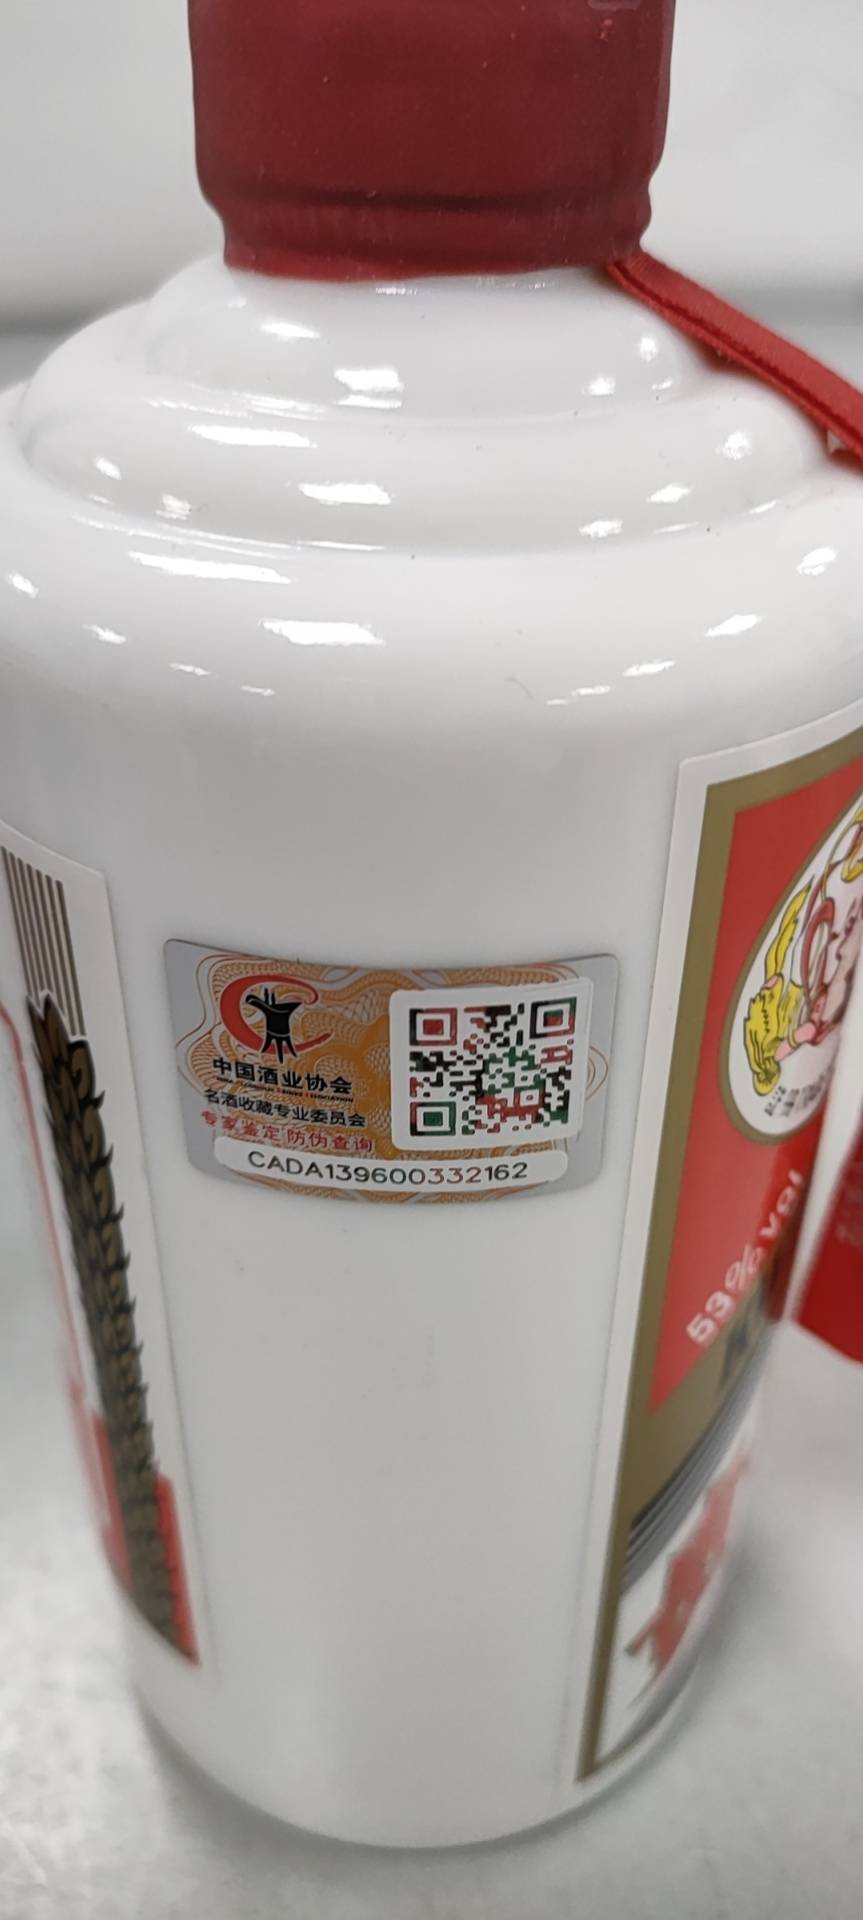 中国酒业协会
名酒收藏专业委员会
专家鉴定 防伪查询
CADA139600332162
53% vol